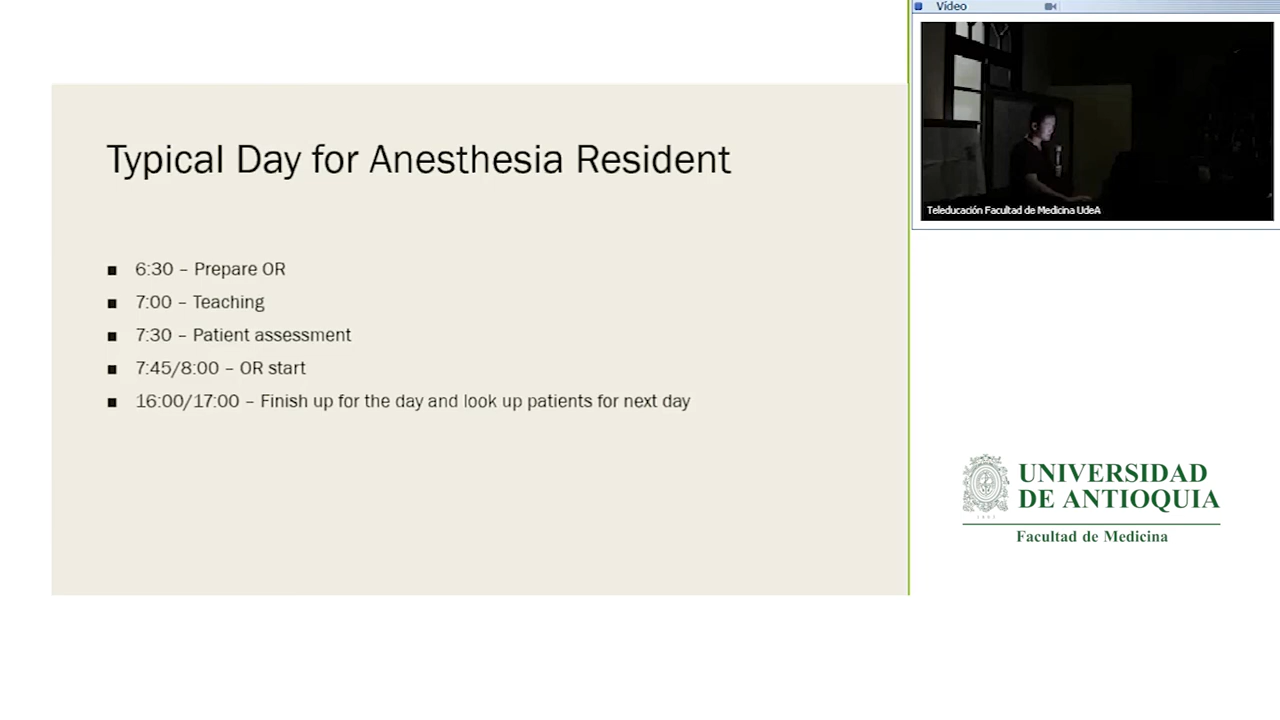 Typical Day for Anesthesia Resident
■ 6:30 – Prepare OR
■ 7:00 – Teaching
■ 7:30 – Patient assessment
■ 7:45/8:00 – OR start
■ 16:00/17:00 – Finish up for the day and look up patients for next day
Vídeo
Teleducación Facultad de Medicina UdeA
UNIVERSIDAD
DE ANTIOQUIA
Facultad de Medicina